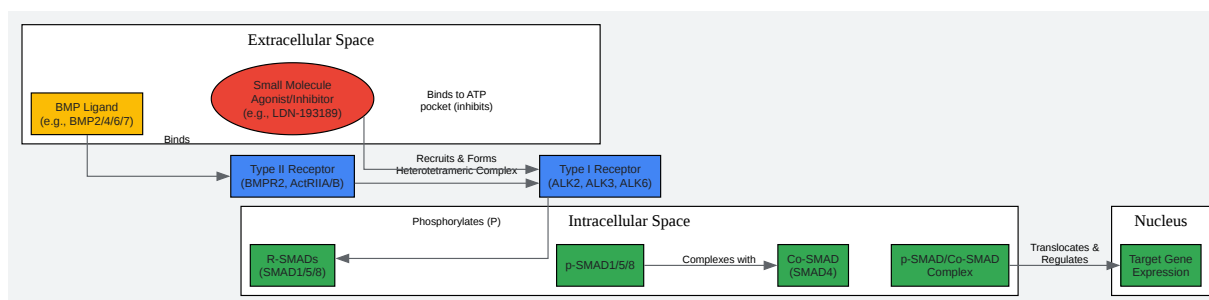 Extracellular Space
Small Molecule
Agonist/Inhibitor
(e.g., LDN-193189)
Binds to ATP
pocket (inhibits)
BMP Ligand
(e.g., BMP2/4/6/7)
Binds
Type II Receptor
(BMPR2, ActRIIA/B)
Recruits & Forms
Heterotetrameric Complex
Type I Receptor
(ALK2, ALK3, ALK6)
Intracellular Space
Phosphorylates (P)
R-SMADs
(SMAD1/5/8)
p-SMAD1/5/8
Complexes with
Co-SMAD
(SMAD4)
p-SMAD/Co-SMAD
Complex
Translocates &
Regulates
Nucleus
Target Gene
Expression